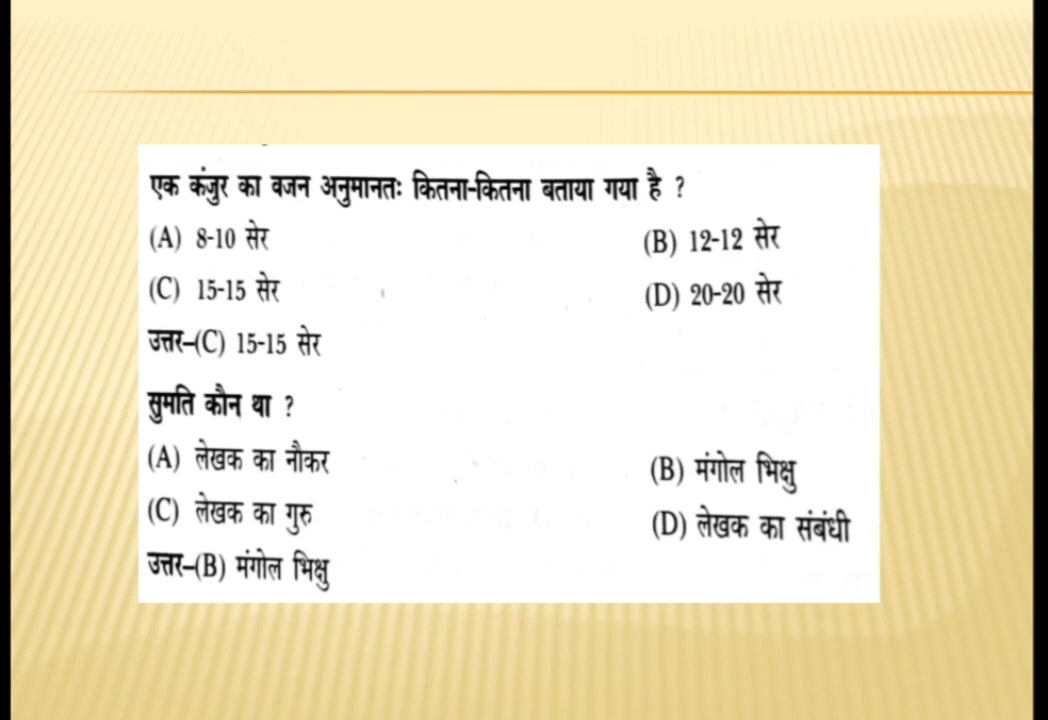 एक कंजुर का वजन अनुमानतः कितना-कितना बताया गया है ?
(A) 8-10 सेर (B) 12-12 सेर
(C) 15-15 सेर (D) 20-20 सेर
उत्तर–(C) 15-15 सेर
सुमति कौन था ?
(A) लेखक का नौकर (B) मंगोल भिक्षु
(C) लेखक का गुरु (D) लेखक का संबंधी
उत्तर–(B) मंगोल भिक्षु